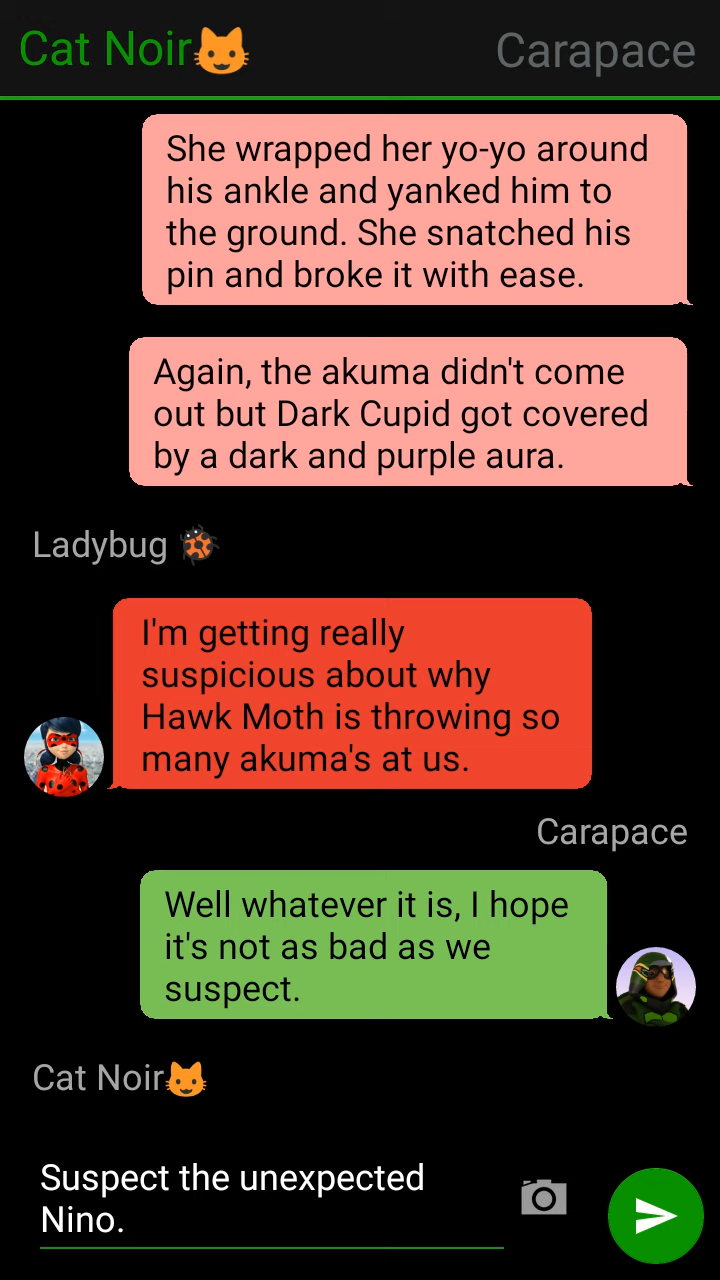 Cat Noir🐱 Carapace
She wrapped her yo-yo around
his ankle and yanked him to
the ground. She snatched his
pin and broke it with ease.
Again, the akuma didn't come
out but Dark Cupid got covered
by a dark and purple aura.
Ladybug 🐞
I'm getting really
suspicious about why
Hawk Moth is throwing so
many akuma's at us.
Carapace
Well whatever it is, I hope
it's not as bad as we
suspect.
Cat Noir🐱
Suspect the unexpected
Nino.